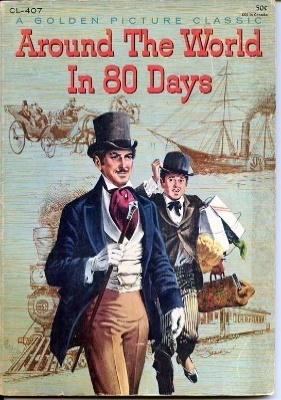 CL-407
50¢
A GOLDEN PICTURE CLASSIC
Around The World
In 80 Days